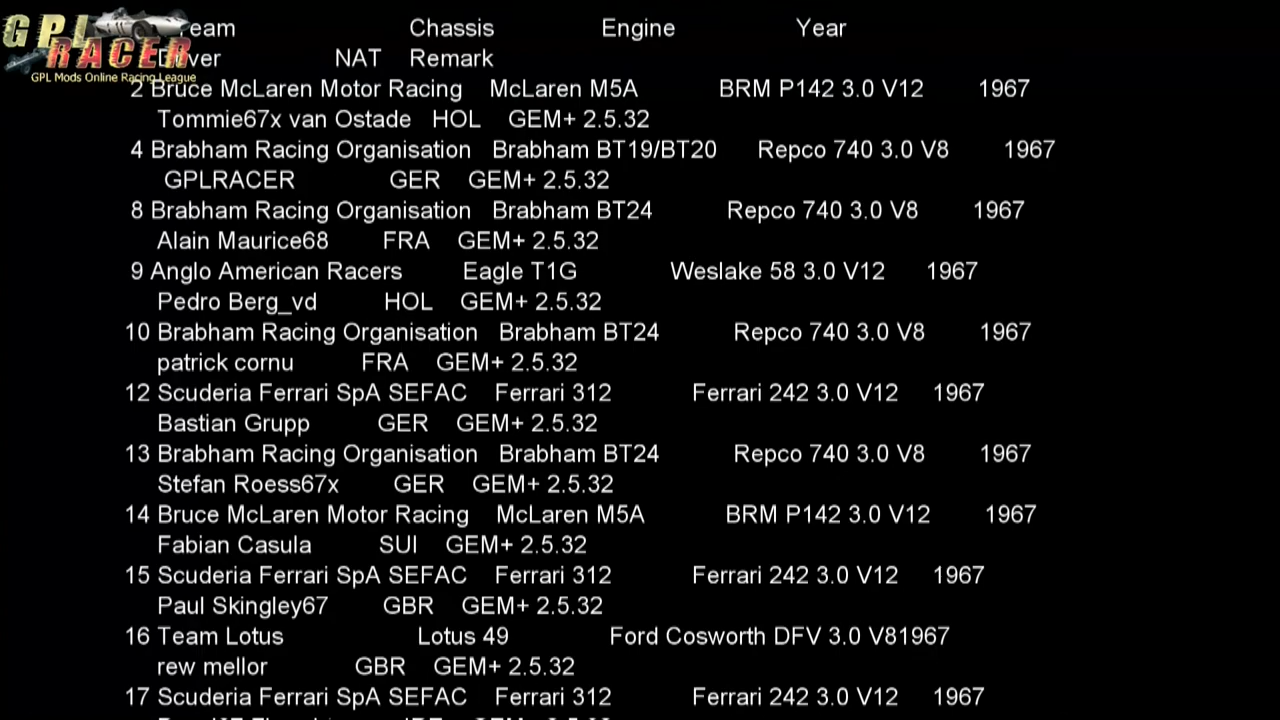 GPL RACER
GPL Mods Online Racing League
Team Chassis Engine Year
Driver NAT Remark
2 Bruce McLaren Motor Racing McLaren M5A BRM P142 3.0 V12 1967
Tommie67x van Ostade HOL GEM+ 2.5.32
4 Brabham Racing Organisation Brabham BT19/BT20 Repco 740 3.0 V8 1967
GPLRACER GER GEM+ 2.5.32
8 Brabham Racing Organisation Brabham BT24 Repco 740 3.0 V8 1967
Alain Maurice68 FRA GEM+ 2.5.32
9 Anglo American Racers Eagle T1G Weslake 58 3.0 V12 1967
Pedro Berg_vd HOL GEM+ 2.5.32
10 Brabham Racing Organisation Brabham BT24 Repco 740 3.0 V8 1967
patrick cornu FRA GEM+ 2.5.32
12 Scuderia Ferrari SpA SEFAC Ferrari 312 Ferrari 242 3.0 V12 1967
Bastian Grupp GER GEM+ 2.5.32
13 Brabham Racing Organisation Brabham BT24 Repco 740 3.0 V8 1967
Stefan Roess67x GER GEM+ 2.5.32
14 Bruce McLaren Motor Racing McLaren M5A BRM P142 3.0 V12 1967
Fabian Casula SUI GEM+ 2.5.32
15 Scuderia Ferrari SpA SEFAC Ferrari 312 Ferrari 242 3.0 V12 1967
Paul Skingley67 GBR GEM+ 2.5.32
16 Team Lotus Lotus 49 Ford Cosworth DFV 3.0 V81967
rew mellor GBR GEM+ 2.5.32
17 Scuderia Ferrari SpA SEFAC Ferrari 312 Ferrari 242 3.0 V12 1967